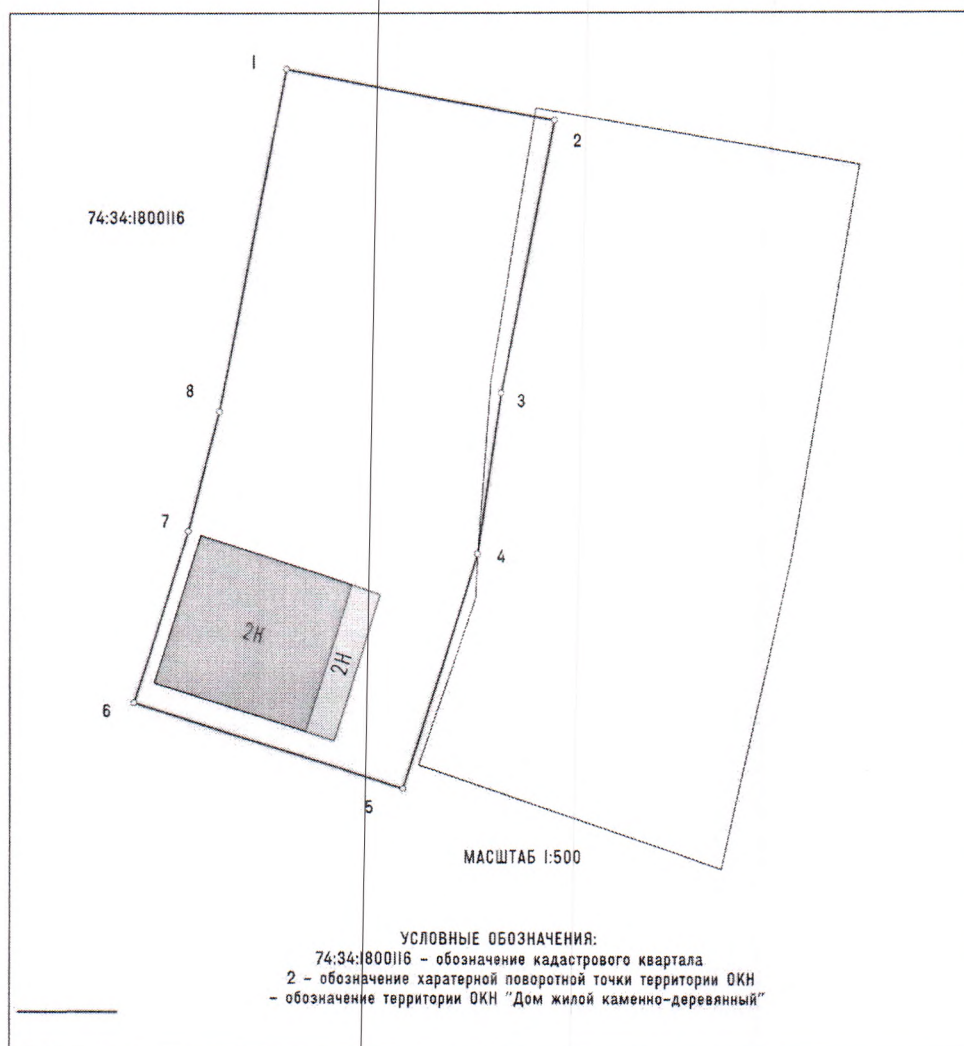 1
2
74:34:1800116
8
3
7
4
2Н
2Н
6
5
МАСШТАБ 1:500
УСЛОВНЫЕ ОБОЗНАЧЕНИЯ:
74:34:1800116 - обозначение кадастрового квартала
2 - обозначение харатерной поворотной точки территории ОКН
- обозначение территории ОКН "Дом жилой каменно-деревянный"